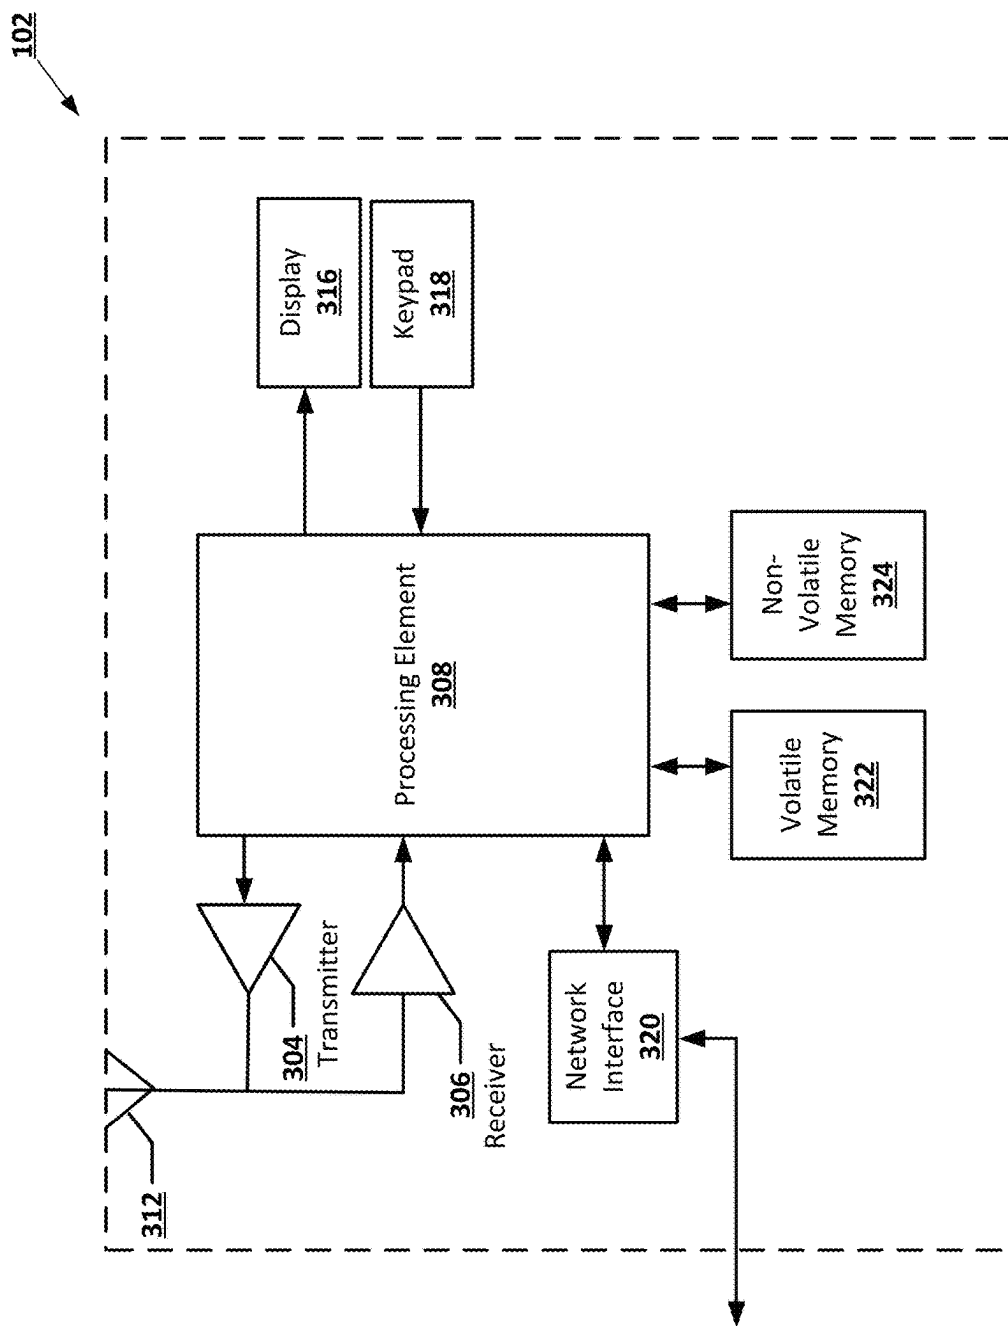 102
312
304
Transmitter
306
Receiver
Processing Element
308
Display
316
Keypad
318
Network
Interface
320
Volatile
Memory
322
Non-
Volatile
Memory
324